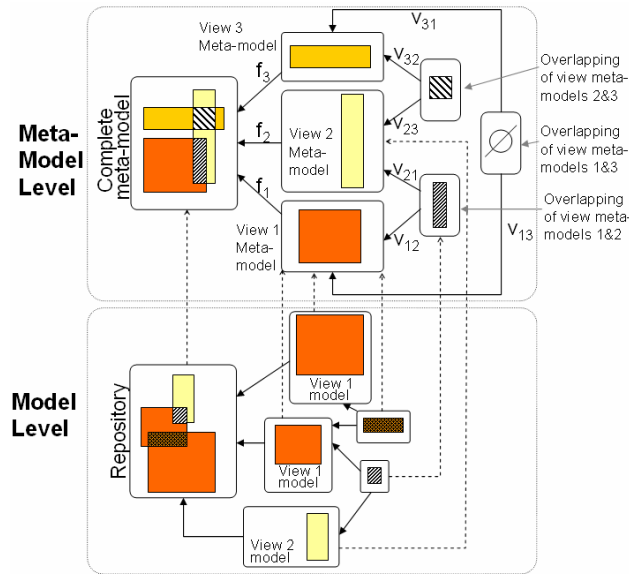 V31
View 3
Meta-model
f3
V32
Overlapping
of view meta-
models 2&3
Meta-
Model
Level
Complete
meta-model
f2
View 2
Meta-
model
V23
V21
Overlapping
of view meta-
models 1&3
f1
View 1
Meta-
model
V12
V13
Overlapping
of view meta-
models 1&2
Model
Level
Repository
View 1
model
View 1
model
View 2
model